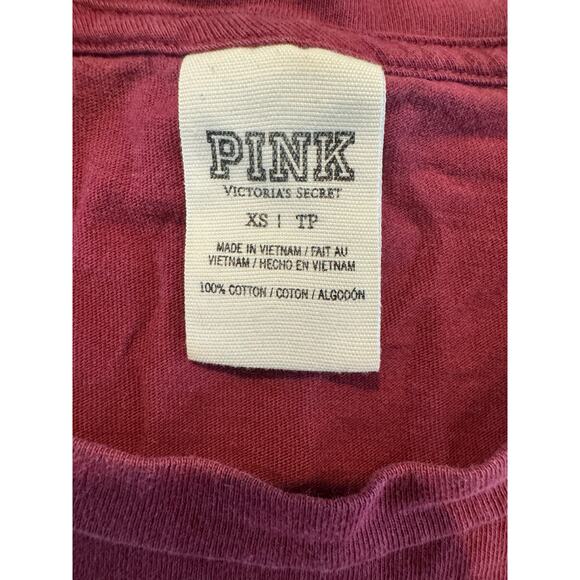 PINK
VICTORIA'S SECRET
XS | TP
MADE IN VIETNAM / FAIT AU
VIETNAM / HECHO EN VIETNAM
100% COTTON / COTON / ALGODÓN